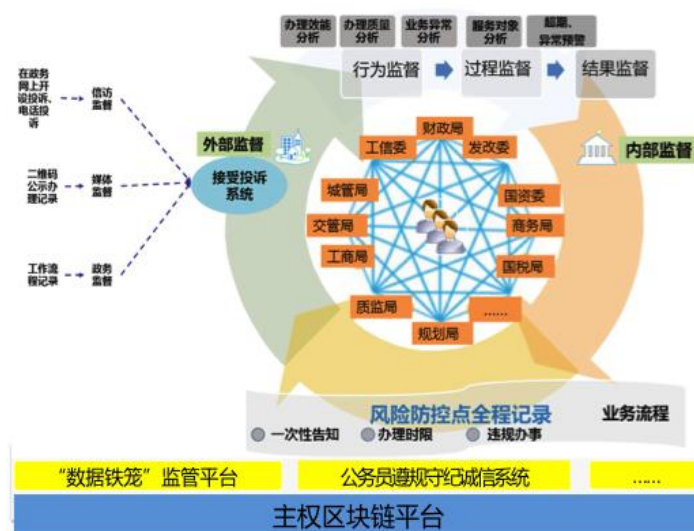 办理效能
分析
办理质量
分析
业务异常
分析
服务对象
分析
超期、
异常预警
行为监督
过程监督
结果监督
在政务
网上开
设投诉、
电话投
诉
信访
监督
二维码
公示办
理记录
媒体
监督
工作流
程记录
政务
监督
外部监督
接受投诉
系统
内部监督
财政局
工信委
发改委
城管局
国资委
交管局
商务局
工商局
国税局
质监局
……
规划局
风险防控点全程记录
业务流程
一次性告知
办理时限
违规办事
“数据铁笼”监管平台
公务员遵规守纪诚信系统
……
主权区块链平台